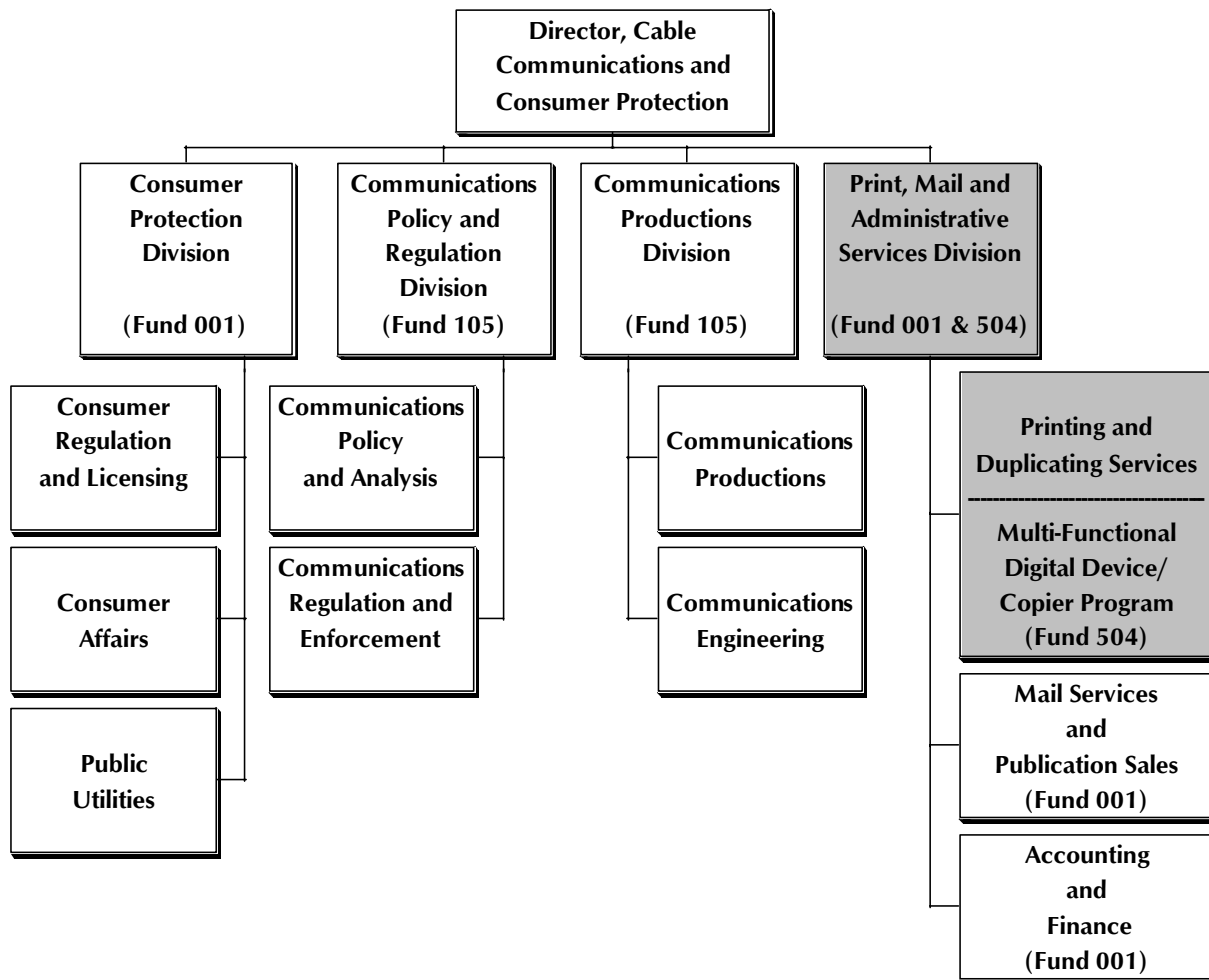 Director, Cable
Communications and
Consumer Protection
Consumer
Protection
Division
(Fund 001)
Communications
Policy and
Regulation
Division
(Fund 105)
Communications
Productions
Division
(Fund 105)
Print, Mail and
Administrative
Services Division
(Fund 001 & 504)
Consumer
Regulation
and Licensing
Consumer
Affairs
Public
Utilities
Communications
Policy
and Analysis
Communications
Regulation and
Enforcement
Communications
Productions
Communications
Engineering
Printing and
Duplicating Services
--------------------------------------
Multi-Functional
Digital Device/
Copier Program
(Fund 504)
Mail Services
and
Publication Sales
(Fund 001)
Accounting
and
Finance
(Fund 001)